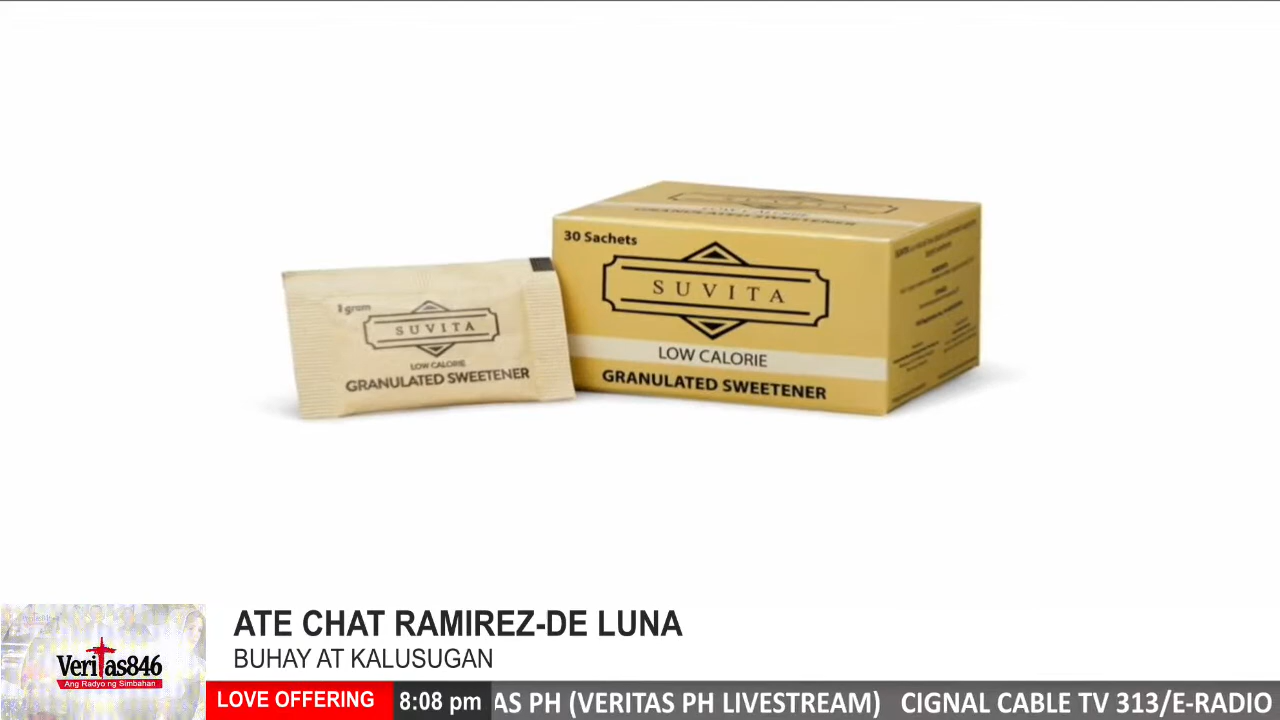 30 Sachets
SUVITA
LOW CALORIE
GRANULATED SWEETENER
GRANULATED SWEETENER
1 gram
SUVITA
LOW CALORIE
GRANULATED SWEETENER
ATE CHAT RAMIREZ-DE LUNA
BUHAY AT KALUSUGAN
Veritas846
Ang Radyo ng Simbahan
LOVE OFFERING
8:08 pm
AS PH (VERITAS PH LIVESTREAM) CIGNAL CABLE TV 313/E-RADIO